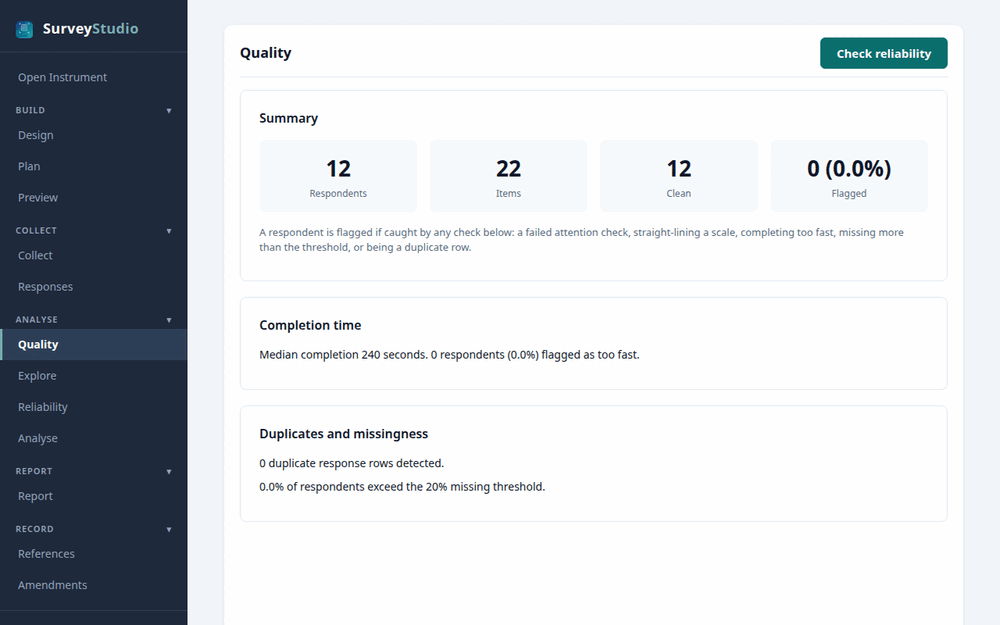 SurveyStudio
Open Instrument
BUILD
Design
Plan
Preview
COLLECT
Collect
Responses
ANALYSE
Quality
Explore
Reliability
Analyse
REPORT
Report
RECORD
References
Amendments
Quality
Check reliability
Summary
12
Respondents
22
Items
12
Clean
0 (0.0%)
Flagged
A respondent is flagged if caught by any check below: a failed attention check, straight-lining a scale, completing too fast, missing more
than the threshold, or being a duplicate row.
Completion time
Median completion 240 seconds. 0 respondents (0.0%) flagged as too fast.
Duplicates and missingness
0 duplicate response rows detected.
0.0% of respondents exceed the 20% missing threshold.